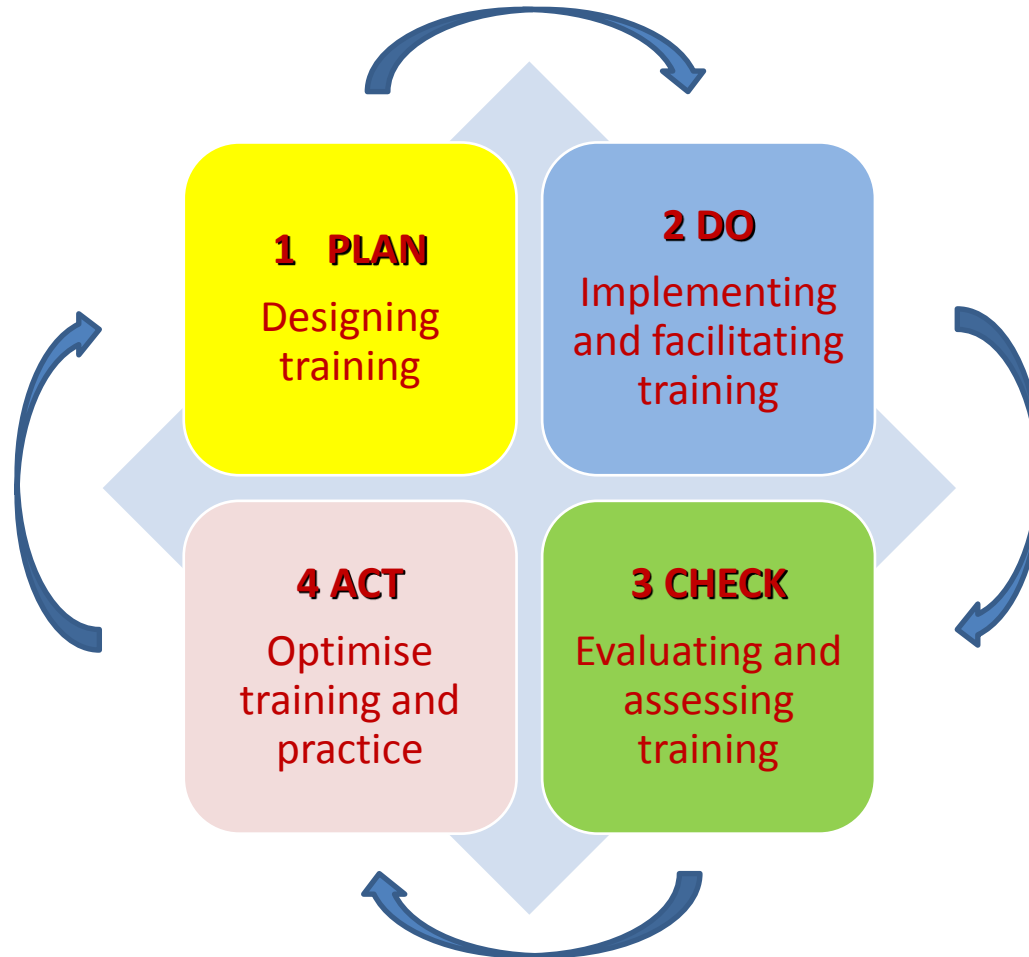 1 PLAN
Designing
training
2 DO
Implementing
and facilitating
training
3 CHECK
Evaluating and
assessing
training
4 ACT
Optimise
training and
practice